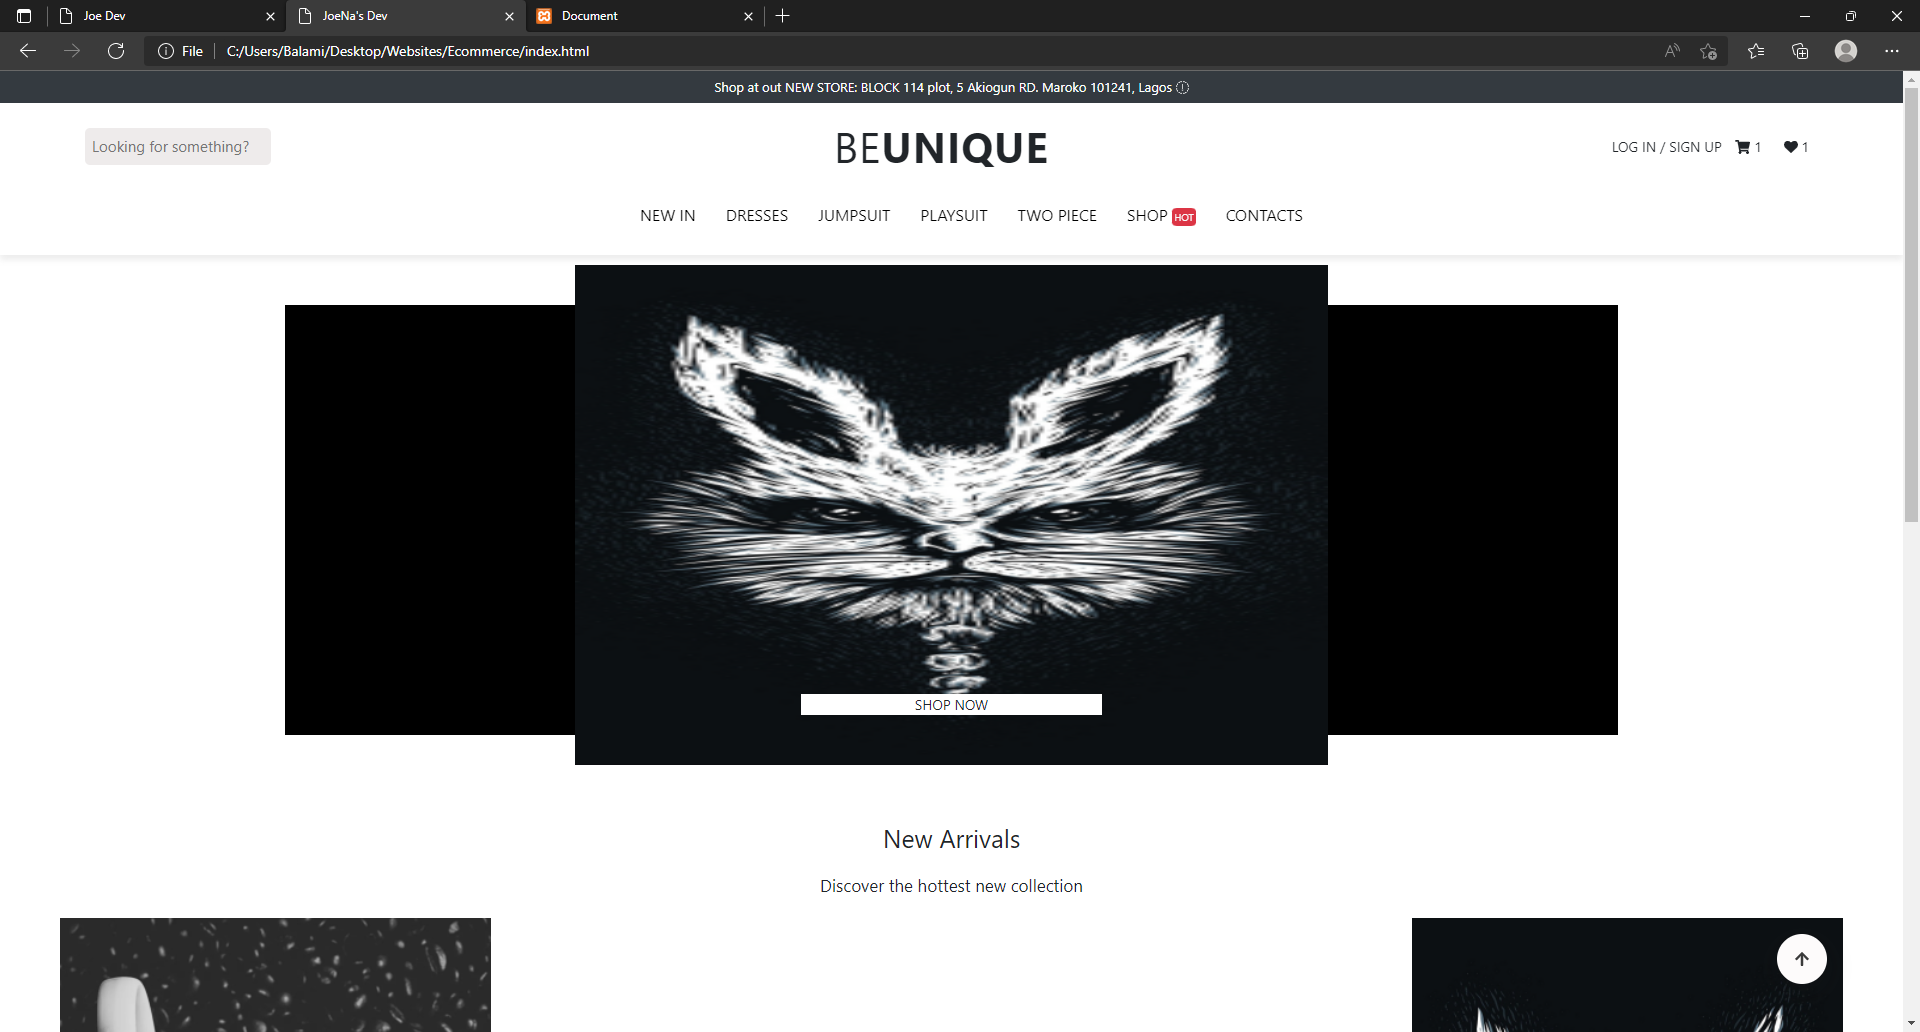 Joe Dev
JoeNa's Dev
Document
File
C:/Users/Balami/Desktop/Websites/Ecommerce/index.html
Shop at out NEW STORE: BLOCK 114 plot, 5 Akiogun RD. Maroko 101241, Lagos
Looking for something?
BEUNIQUE
LOG IN / SIGN UP 1 1
NEW IN DRESSES JUMPSUIT PLAYSUIT TWO PIECE SHOP HOT CONTACTS
SHOP NOW
New Arrivals
Discover the hottest new collection